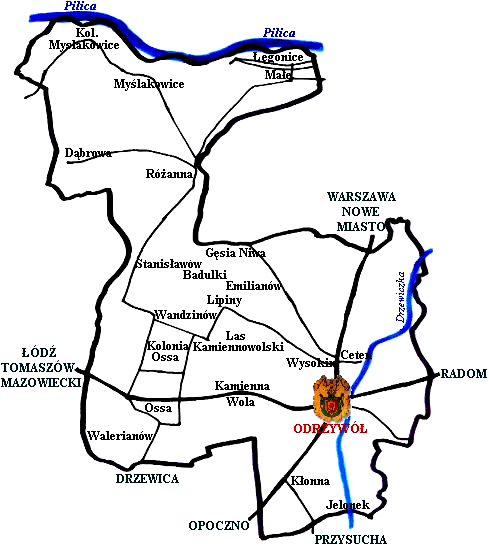 Pilica
Kol.
Myślakowice
Pilica
Łęgonice
Małe
Myślakowice
Dąbrowa
Różanna
WARSZAWA
NOWE
MIASTO
Gęsia Niwa
Stanisławów
Badulki
Emilianów
Drzewiczka
Lipiny
Wandzinów
Las
Kamiennowolski
Kolonia
Ossa
Wysokin
Ceteń
ŁÓDŹ
TOMASZÓW
MAZOWIECKI
RADOM
Kamienna
Wola
Ossa
ODRZYWÓŁ
Walerianów
DRZEWICA
Kłonna
Jelonek
OPOCZNO
PRZYSUCHA